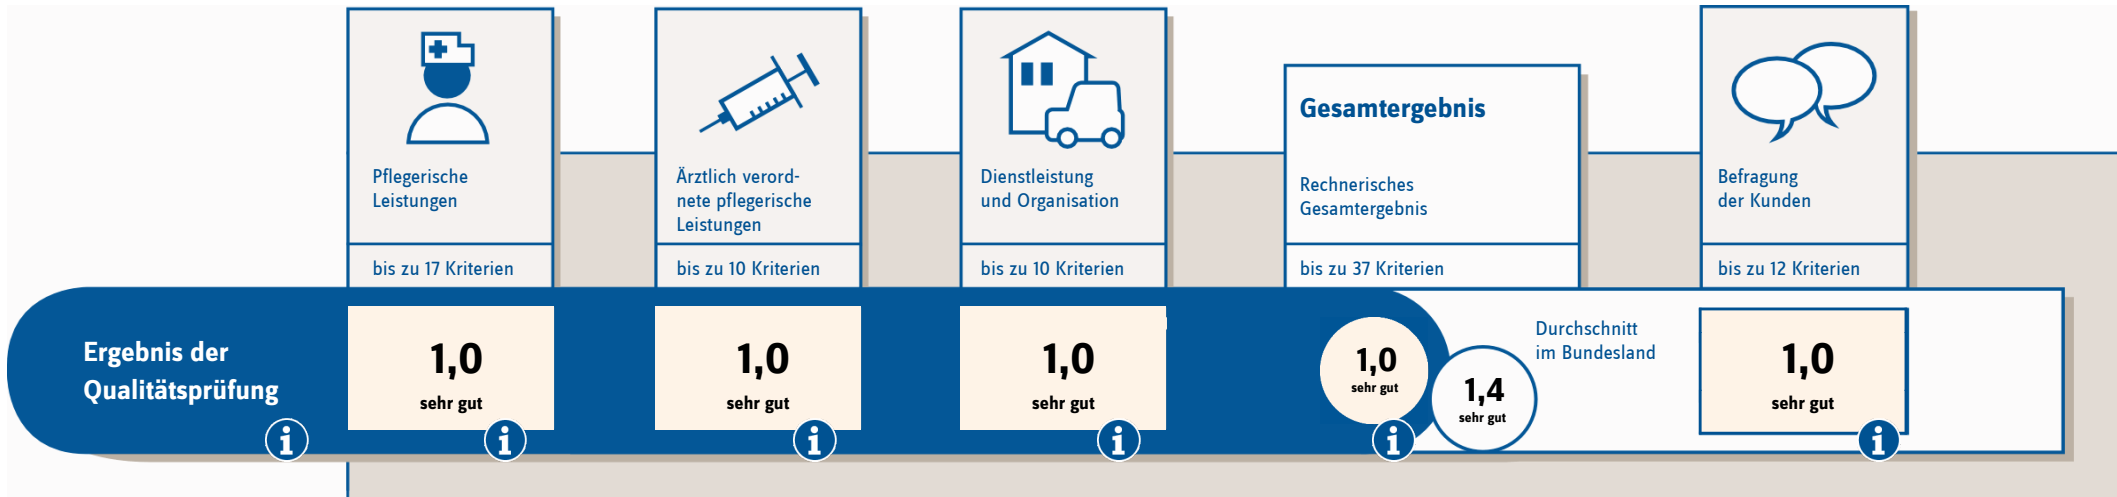 Pflegerische
Leistungen
bis zu 17 Kriterien
Ärztlich verord-
nete pflegerische
Leistungen
bis zu 10 Kriterien
Dienstleistung
und Organisation
bis zu 10 Kriterien
Gesamtergebnis
Rechnerisches
Gesamtergebnis
bis zu 37 Kriterien
Befragung
der Kunden
bis zu 12 Kriterien
Ergebnis der
Qualitätsprüfung
i
1,0
sehr gut
i
1,0
sehr gut
i
1,0
sehr gut
i
1,0
sehr gut
i
1,4
sehr gut
Durchschnitt
im Bundesland
1,0
sehr gut
i